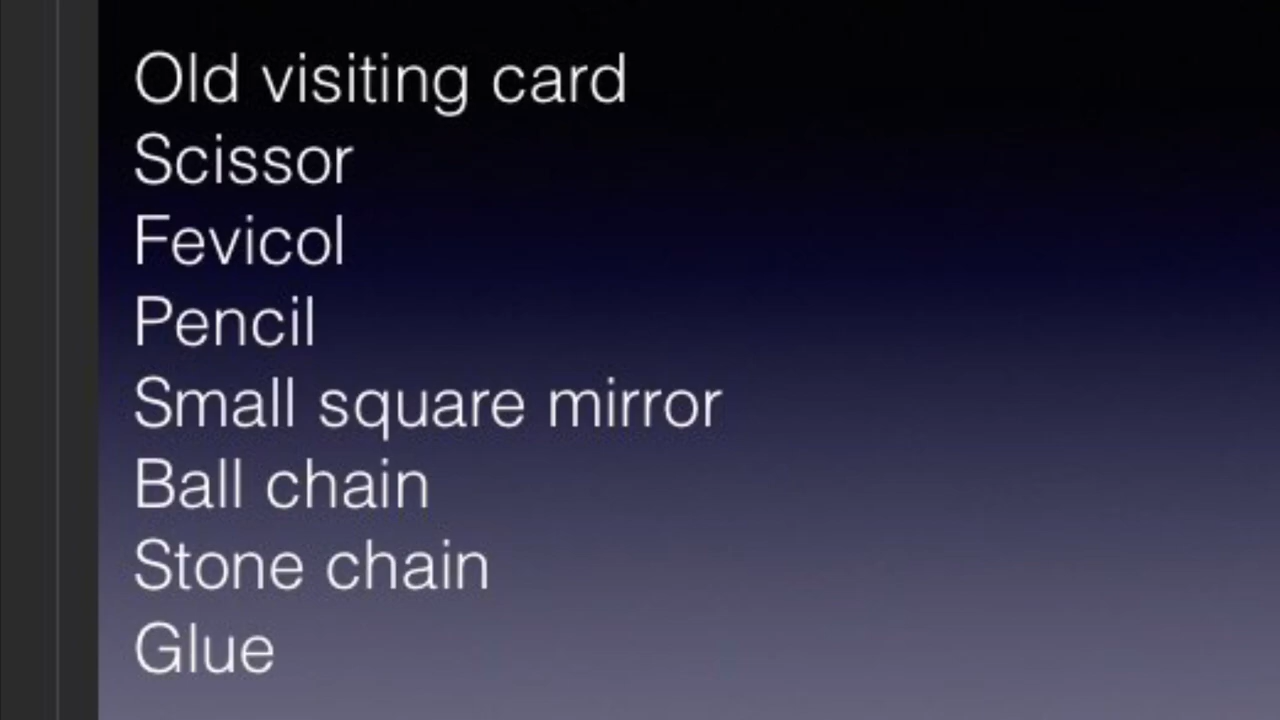 Old visiting card
Scissor
Fevicol
Pencil
Small square mirror
Ball chain
Stone chain
Glue